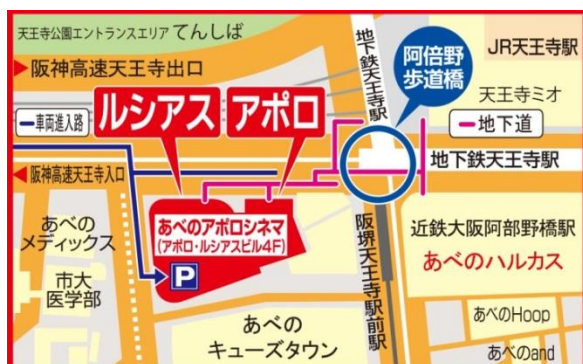 天王寺公園エントランスエリア てんしば
▶阪神高速天王寺出口
車両進入路
ルシアス
アポロ
◀阪神高速天王寺入口
地下鉄天王寺駅
阿倍野
歩道橋
JR天王寺駅
天王寺ミオ
地下道
地下鉄天王寺駅
あべの
メディックス
市大
医学部
あべのアポロシネマ
(アポロ・ルシアスビル4F)
P
阪堺天王寺駅前駅
近鉄大阪阿部野橋駅
あべのハルカス
あべの
キューズタウン
あべのHoop
あべのand